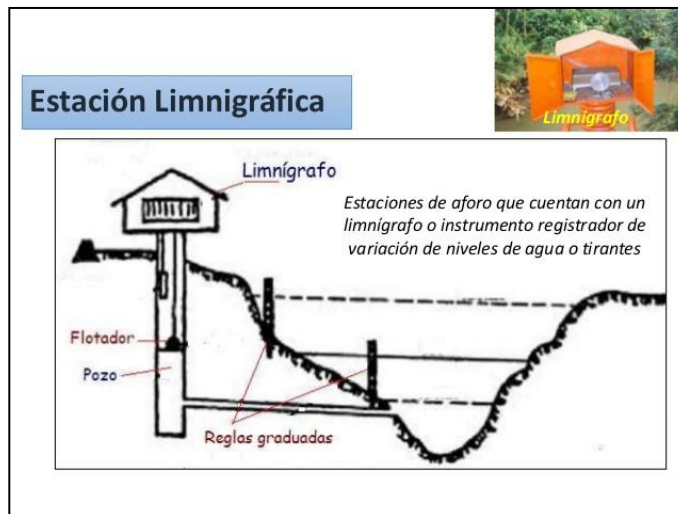 Estación Limnigráfica
Limnigrafo
Limnígrafo
Estaciones de aforo que cuentan con un
limnígrafo o instrumento registrador de
variación de niveles de agua o tirantes
Flotador
Pozo
Reglas graduadas